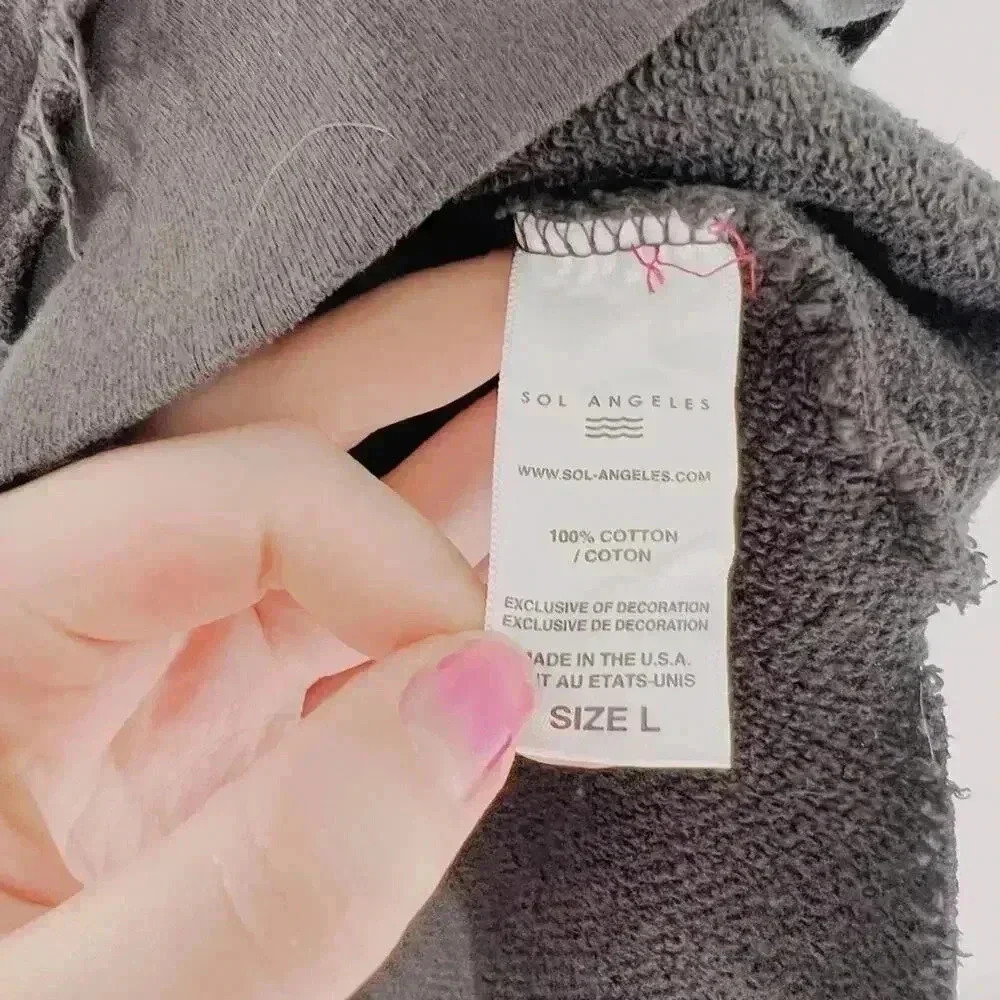 SOL ANGELES
WWW.SOL-ANGELES.COM
100% COTTON
/ COTON
EXCLUSIVE OF DECORATION
EXCLUSIVE DE DECORATION
IN THE U.S.A.
AU ETATS-UNIS
SIZE L